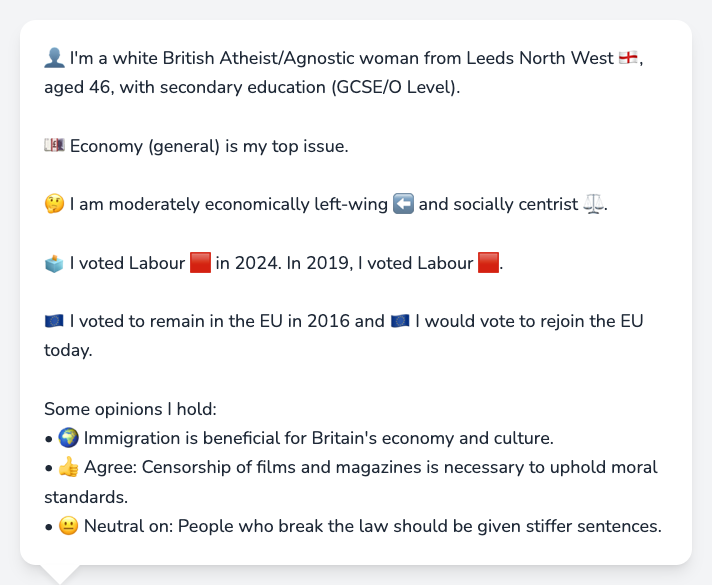 👤 I'm a white British Atheist/Agnostic woman from Leeds North West 🏴󠁧󠁢󠁥󠁮󠁧󠁿,
aged 46, with secondary education (GCSE/O Level).
💷 Economy (general) is my top issue.
🤔 I am moderately economically left-wing ⬅️ and socially centrist ⚖️.
🗳️ I voted Labour 🟥 in 2024. In 2019, I voted Labour 🟥.
🇪🇺 I voted to remain in the EU in 2016 and 🇪🇺 I would vote to rejoin the EU
today.
Some opinions I hold:
• 🌍 Immigration is beneficial for Britain's economy and culture.
• 👍 Agree: Censorship of films and magazines is necessary to uphold moral
standards.
• 😐 Neutral on: People who break the law should be given stiffer sentences.